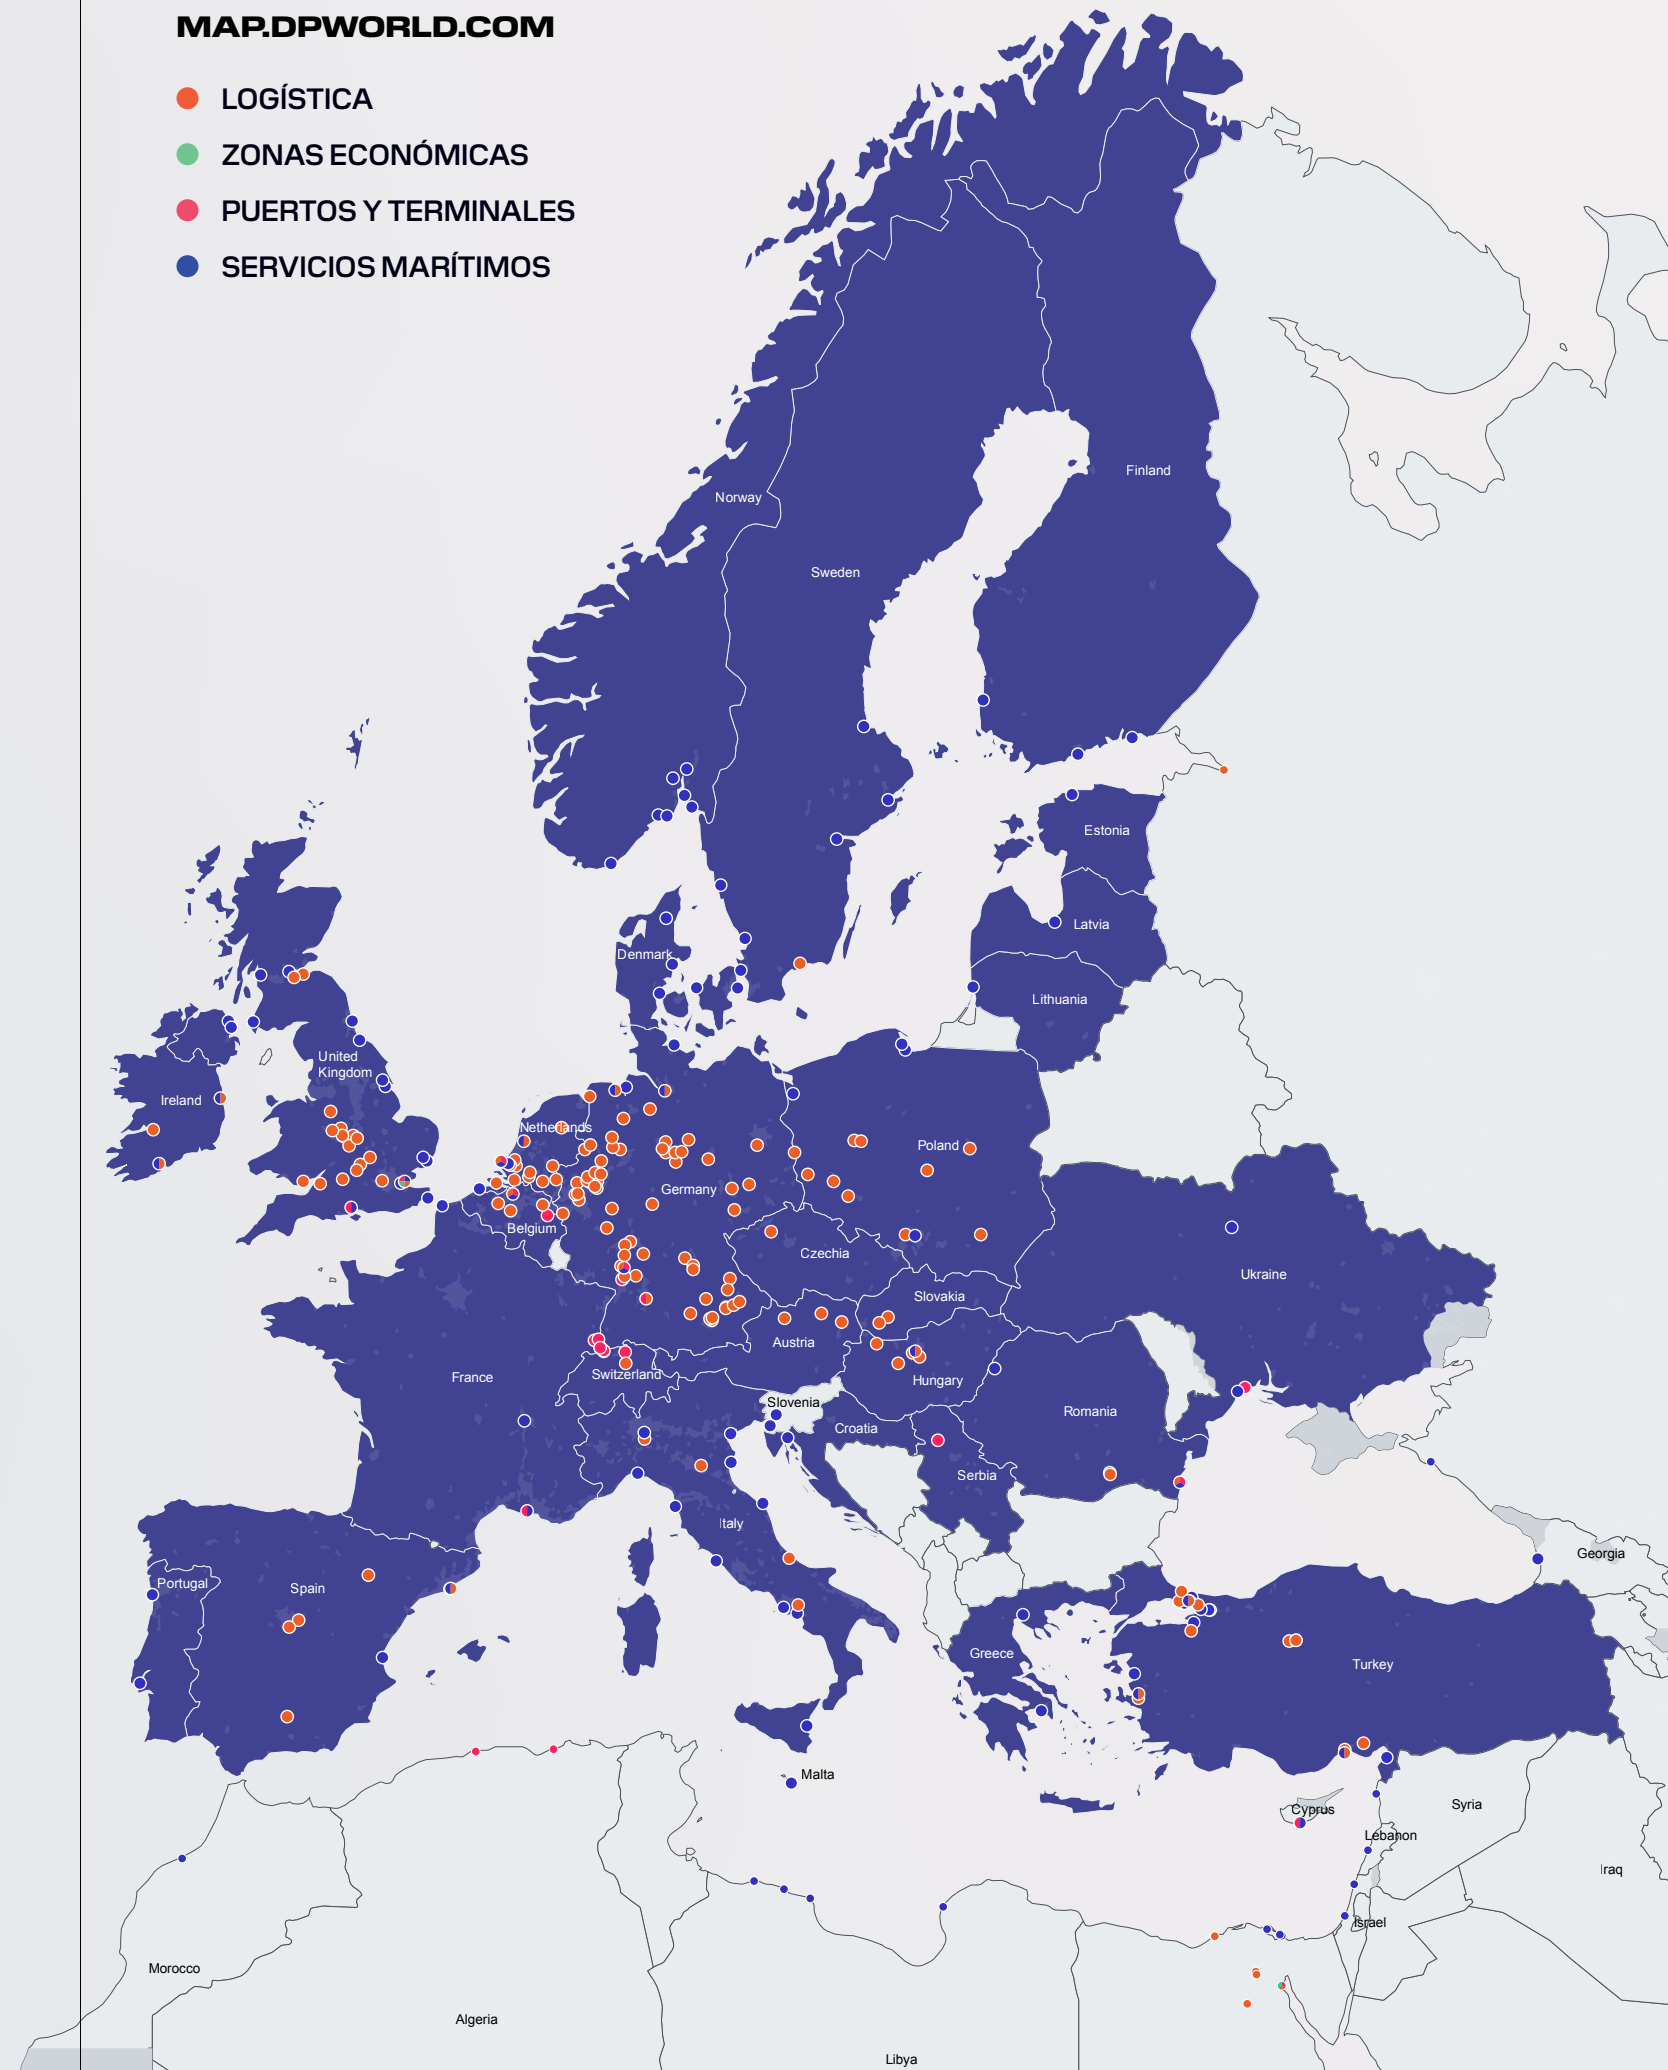 MAP.DPWORLD.COM
LOGÍSTICA
ZONAS ECONÓMICAS
PUERTOS Y TERMINALES
SERVICIOS MARÍTIMOS
Finland
Norway
Sweden
Estonia
Latvia
Denmark
Lithuania
United
Kingdom
Ireland
Netherlands
Poland
Germany
Belgium
Czechia
Ukraine
Slovakia
Austria
France
Switzerland
Hungary
Slovenia
Romania
Croatia
Serbia
Italy
Georgia
Portugal
Spain
Greece
Turkey
Malta
Cyprus
Syria
Lebanon
Iraq
Israel
Morocco
Algeria
Libya